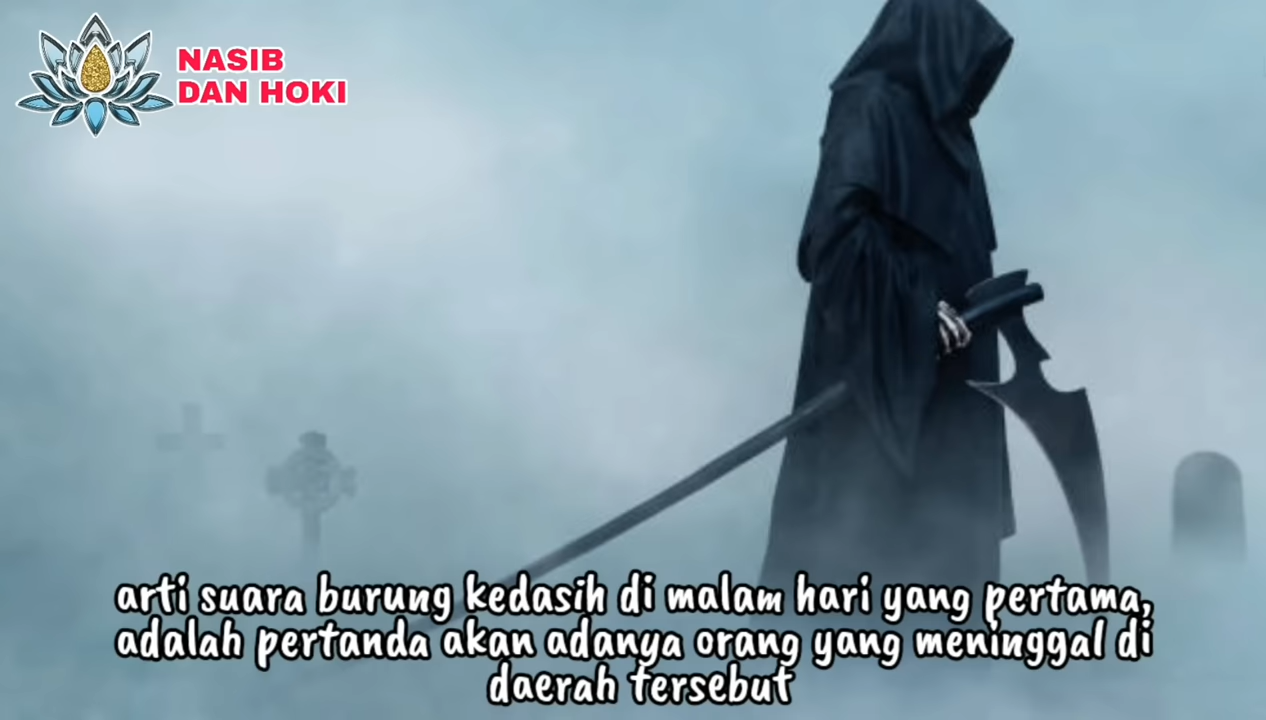 NASIB
DAN HOKI
arti suara burung kedasih di malam hari yang pertama,
adalah pertanda akan adanya orang yang meninggal di
daerah tersebut